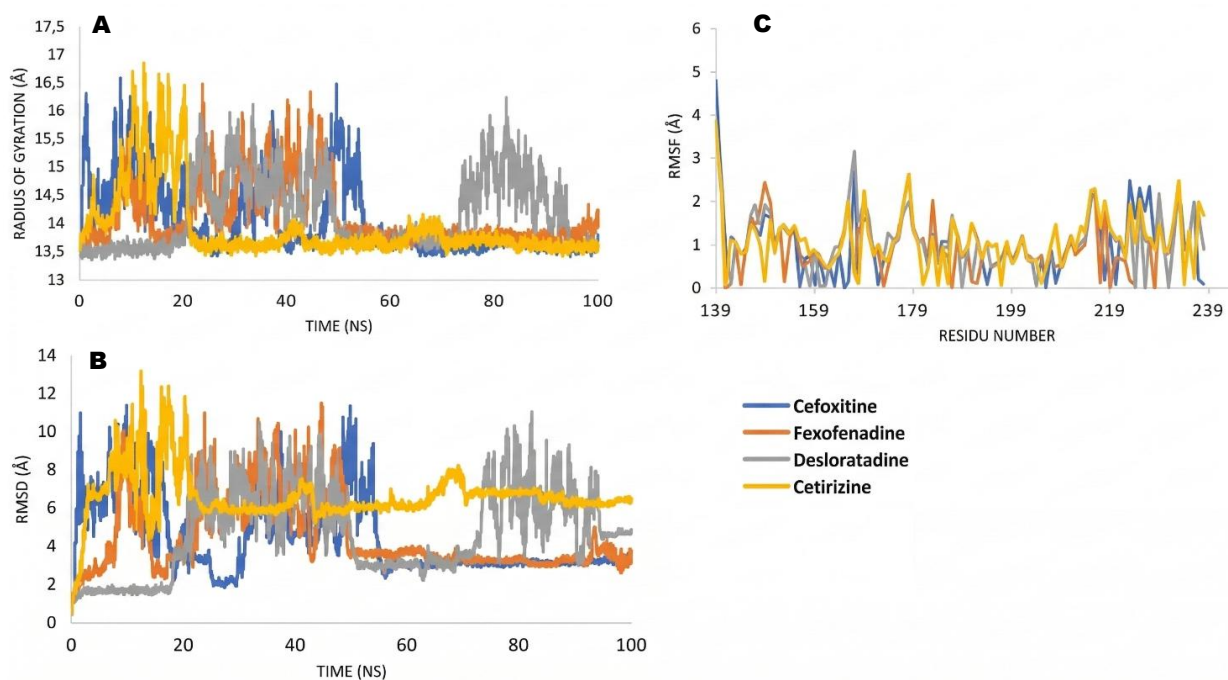 A
RADIUS OF GYRATION (Å)
17,5
17
16,5
16
15,5
15
14,5
14
13,5
13
0 20 40 60 80 100
TIME (NS)
C
RMSF (Å)
6
5
4
3
2
1
0
139 159 179 199 219 239
RESIDU NUMBER
B
RMSD (Å)
14
12
10
8
6
4
2
0
0 20 40 60 80 100
TIME (NS)
Cefoxitine
Fexofenadine
Desloratadine
Cetirizine